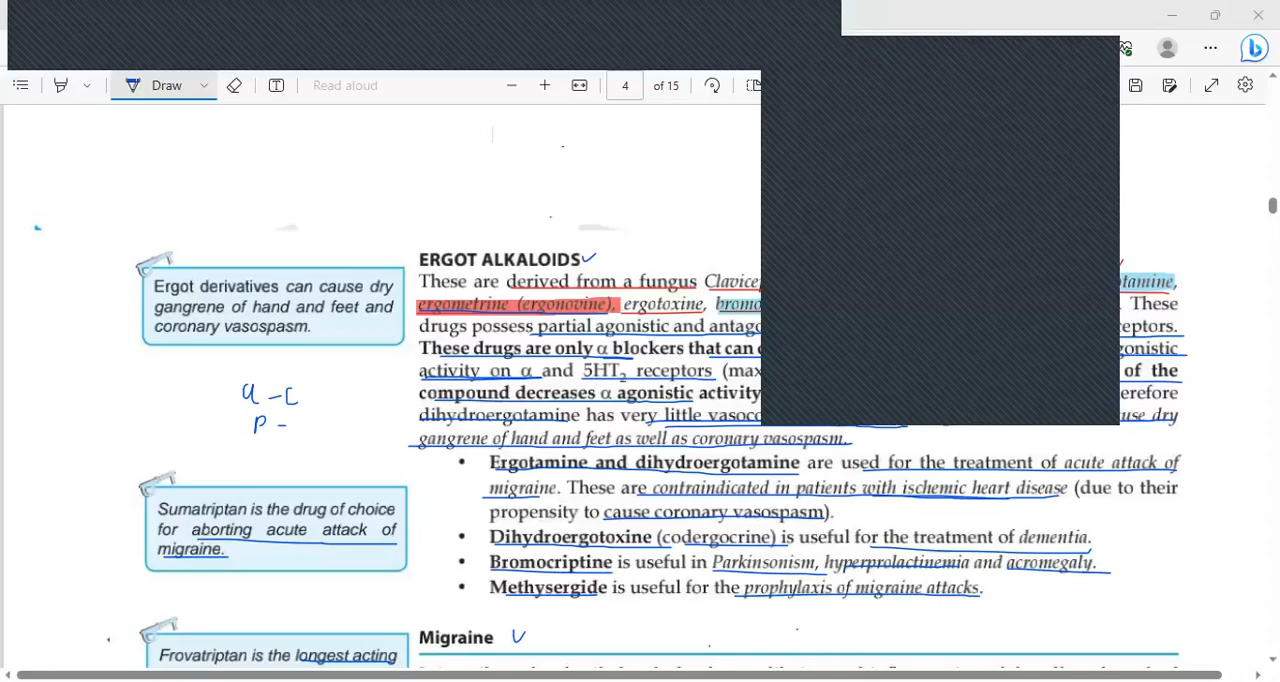 Draw
Read aloud
4
of 15
ERGOT ALKALOIDS
These are derived from a fungus Clavice
tamine,
ergometrine (ergonovine), ergotoxine, bromo
These
drugs possess partial agonistic and antago
ceptors.
These drugs are only α blockers that can
gonistic
activity on α and 5HT2 receptors (max
of the
compound decreases α agonistic activity
erefore
dihydroergotamine has very little vasoco
use dry
gangrene of hand and feet as well as coronary vasospasm.
• Ergotamine and dihydroergotamine are used for the treatment of acute attack of
migraine. These are contraindicated in patients with ischemic heart disease (due to their
propensity to cause coronary vasospasm).
• Dihydroergotoxine (codergocrine) is useful for the treatment of dementia.
• Bromocriptine is useful in Parkinsonism, hyperprolactinemia and acromegaly.
• Methysergide is useful for the prophylaxis of migraine attacks.
Migraine
Ergot derivatives can cause dry
gangrene of hand and feet and
coronary vasospasm.
P -
Sumatriptan is the drug of choice
for aborting acute attack of
migraine.
Frovatriptan is the longest acting